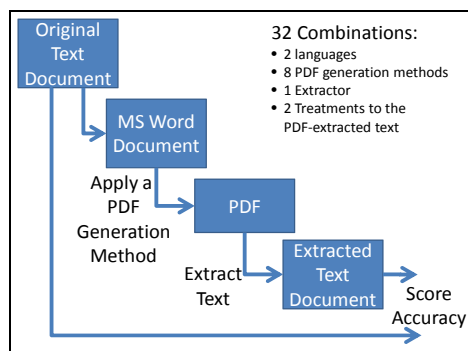 Original
Text
Document
32 Combinations:
• 2 languages
• 8 PDF generation methods
• 1 Extractor
• 2 Treatments to the
PDF-extracted text
MS Word
Document
Apply a
PDF
Generation
Method
PDF
Extract
Text
Extracted
Text
Document
Score
Accuracy